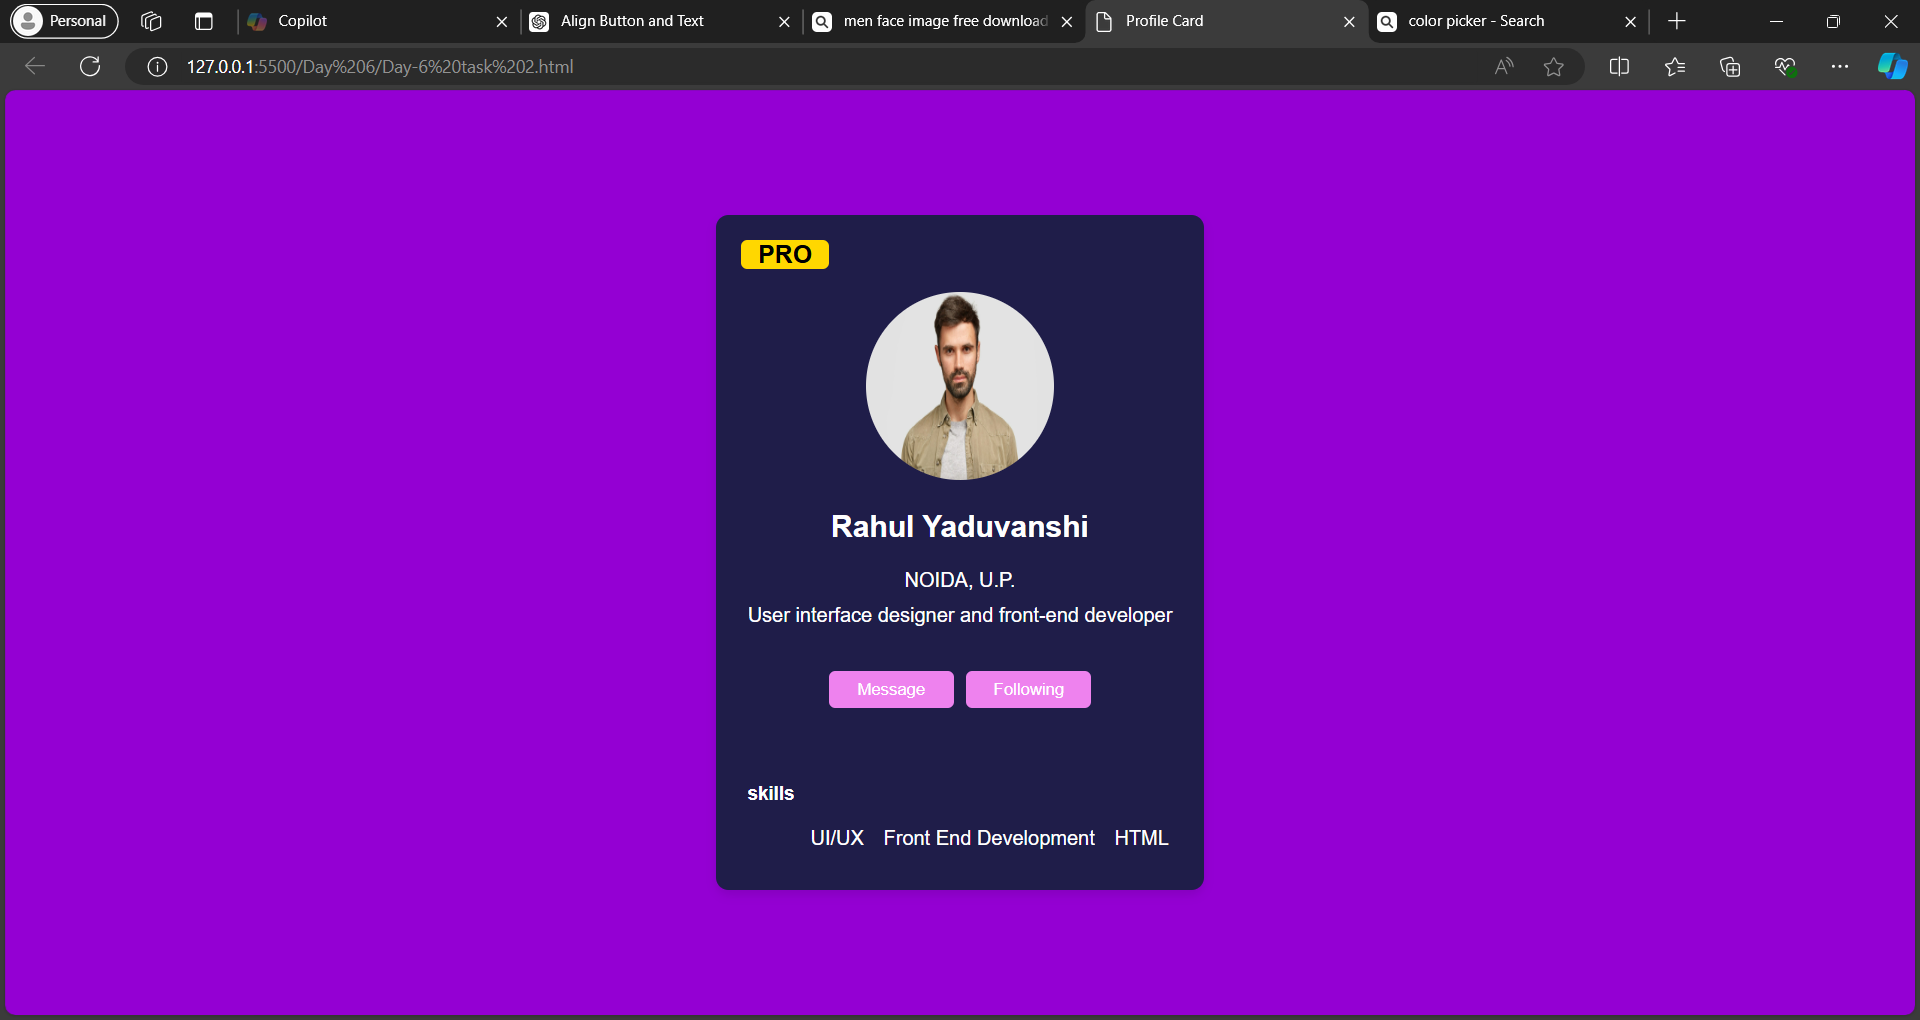 Personal
Copilot
Align Button and Text
men face image free download
Profile Card
color picker - Search
127.0.0.1:5500/Day%206/Day-6%20task%202.html
PRO
Rahul Yaduvanshi
NOIDA, U.P.
User interface designer and front-end developer
Message Following
skills
UI/UX Front End Development HTML